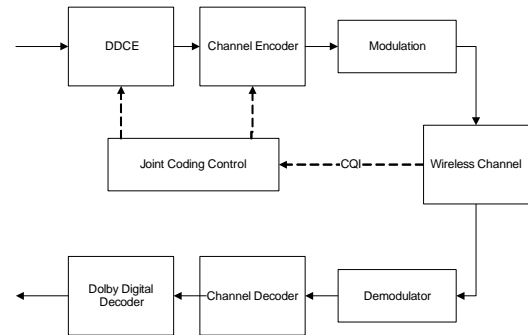 DDCE
Channel Encoder
Modulation
Joint Coding Control
CQI
Wireless Channel
Dolby Digital
Decoder
Channel Decoder
Demodulator